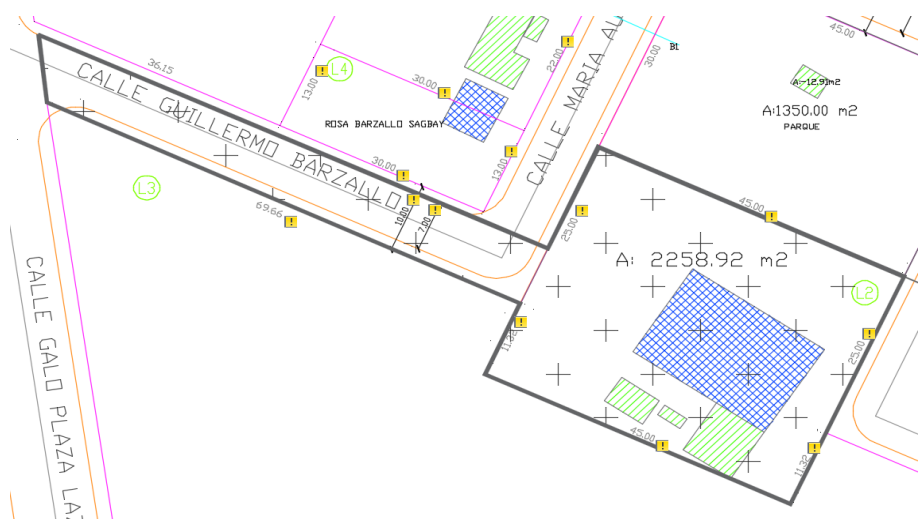 45.00
B1
CALLE GUILLERMO BARZALLO
36.15
L4
13.00
30.00
22.00
CALLE MARIA AU
30.00
A:-12.91m2
A:1350.00 m2
PARQUE
ROSA BARZALLO SAGBAY
30.00
13.00
L3
69.66
10.00
7.00
25.00
45.00
A: 2258.92 m2
L2
25.00
11.32
45.00
11.32
CALLE GALO PLAZA LAZ